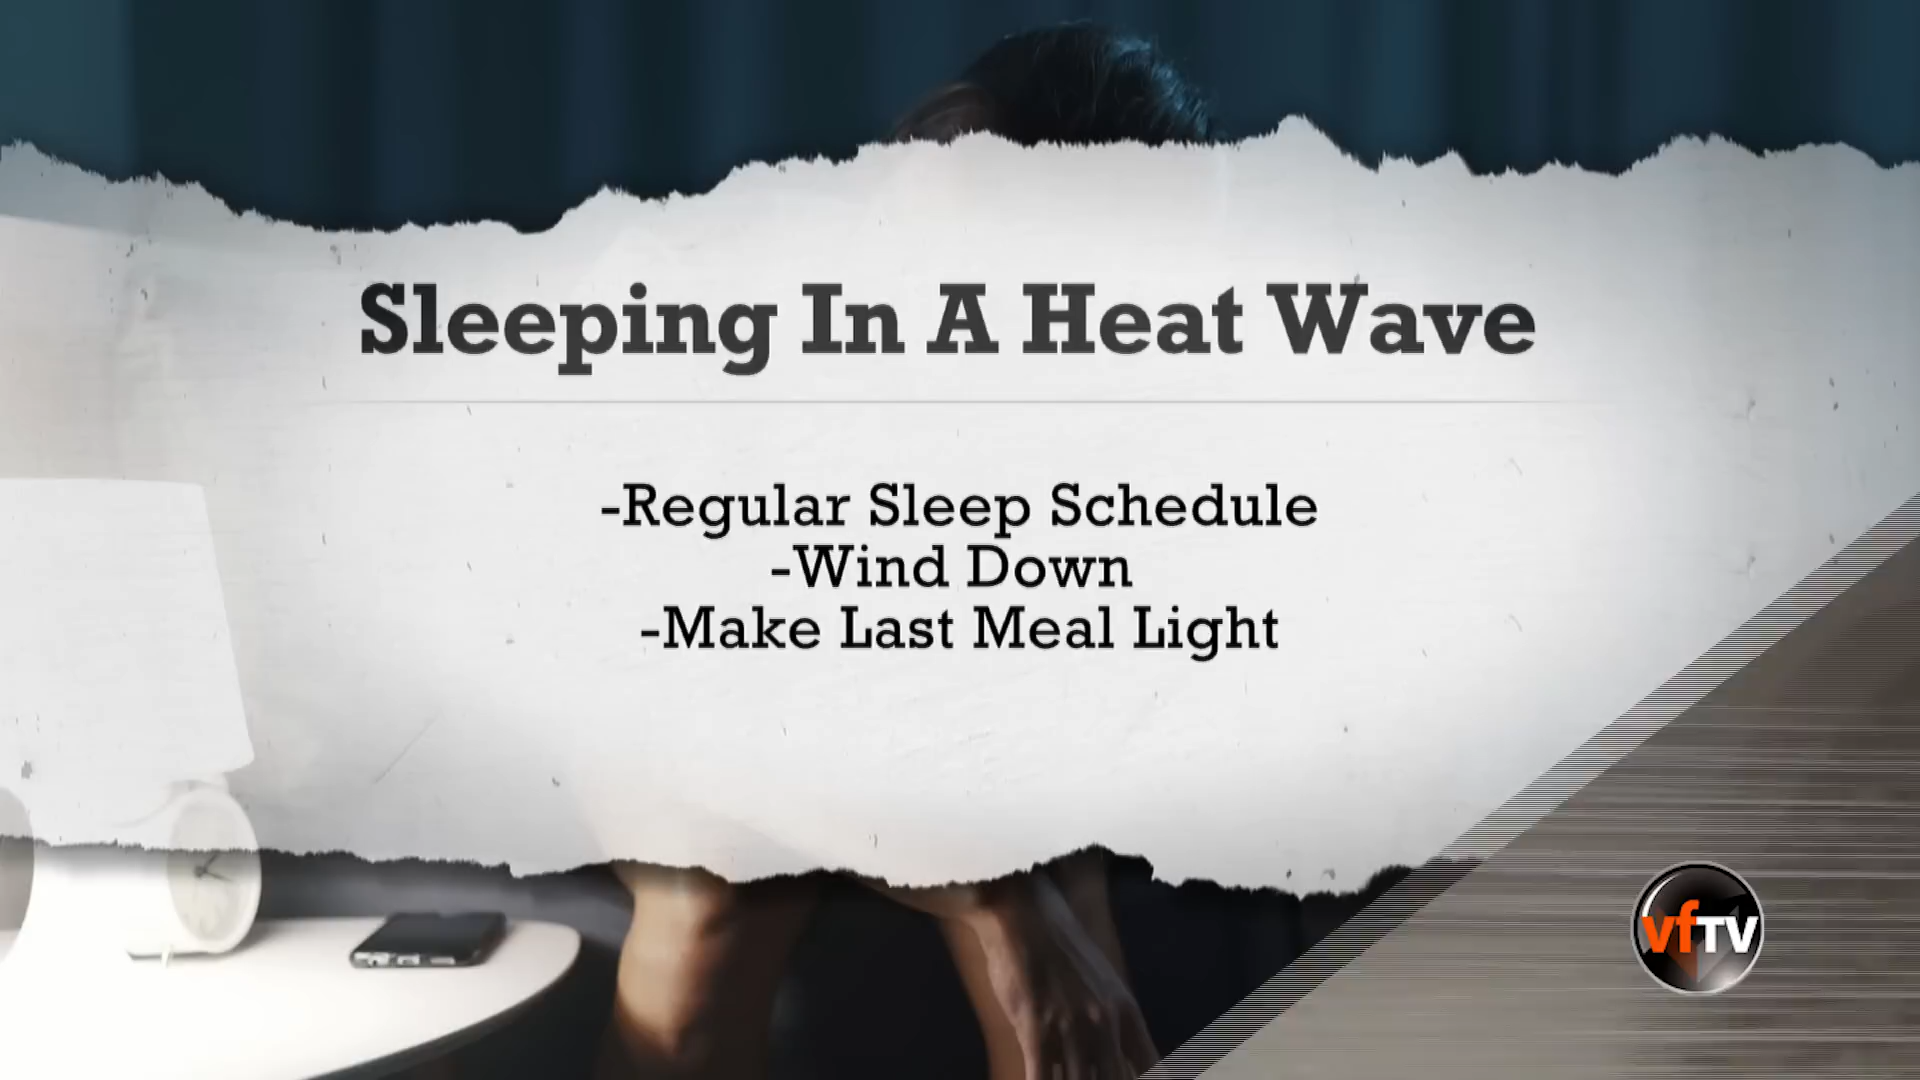 Sleeping In A Heat Wave
-Regular Sleep Schedule
-Wind Down
-Make Last Meal Light
vfTV